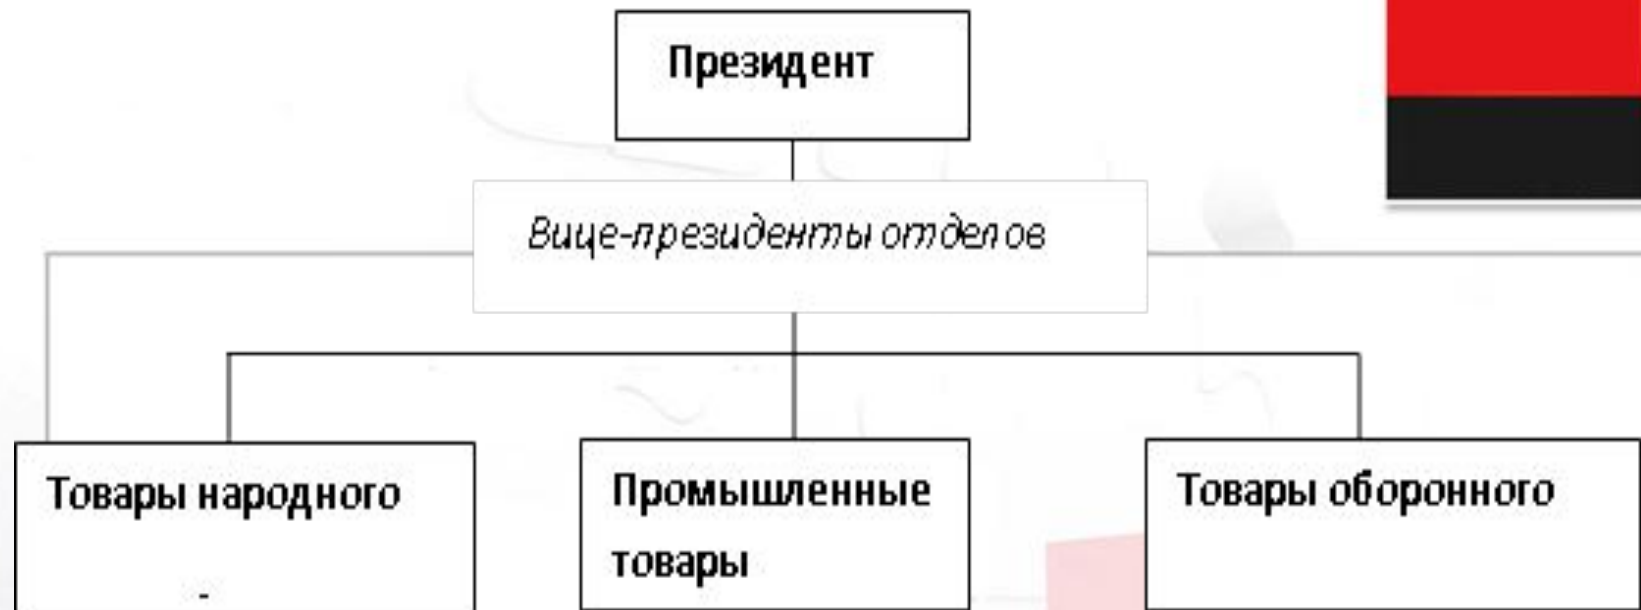 Президент
Вице-президенты отделов
Товары народного
Промышленные
товары
Товары оборонного